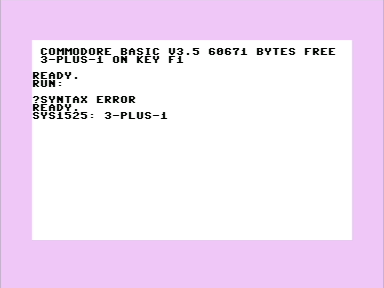 COMMODORE BASIC V3.5 60671 BYTES FREE
3-PLUS-1 ON KEY F1
READY.
RUN:
?SYNTAX ERROR
READY.
SYS1525: 3-PLUS-1